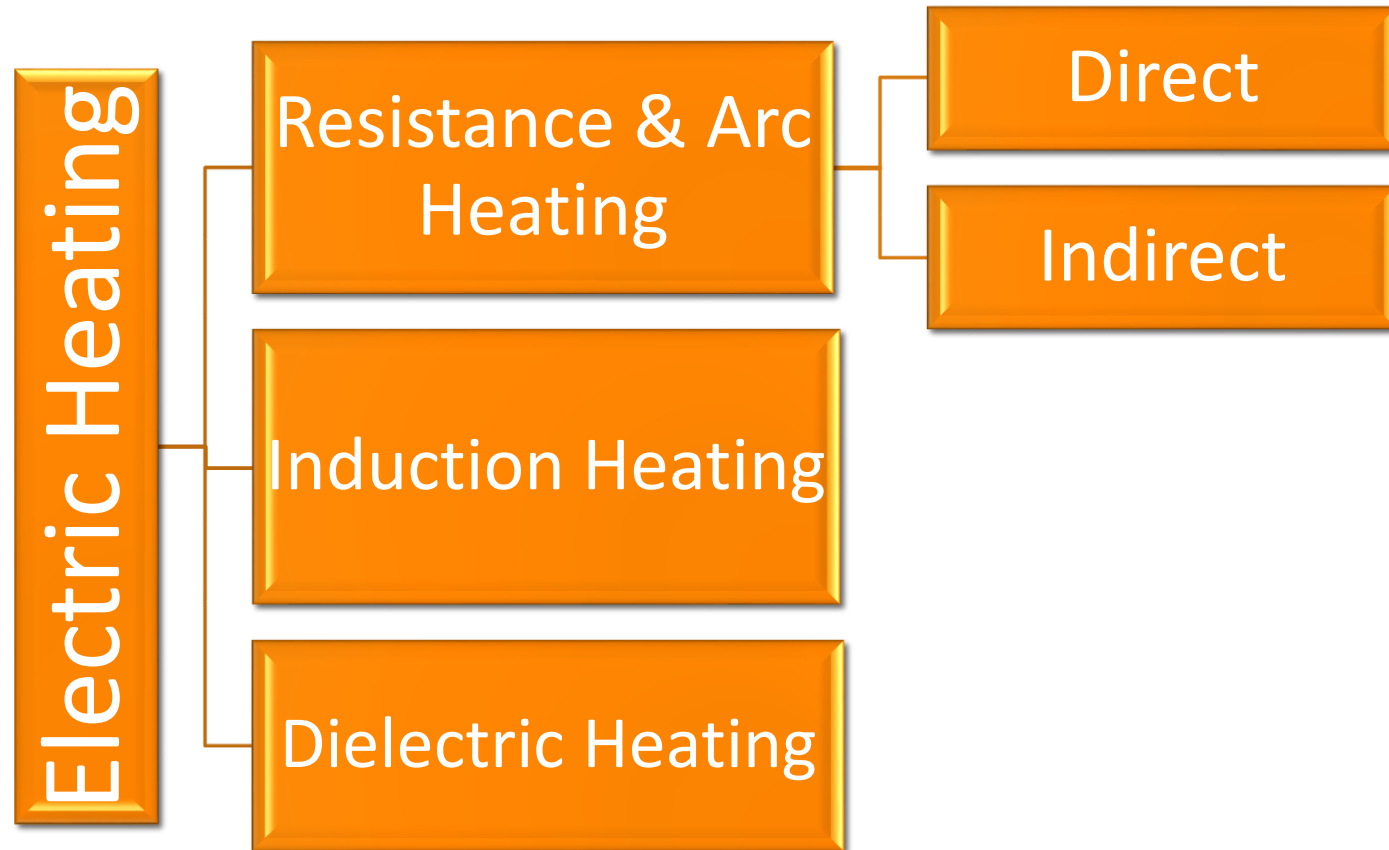 Electric Heating
Resistance & Arc
Heating
Direct
Indirect
Induction Heating
Dielectric Heating